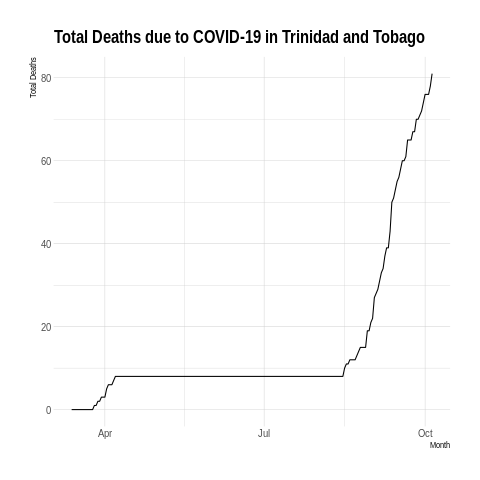 Total Deaths due to COVID-19 in Trinidad and Tobago
Total Deaths
80
60
40
20
0
Apr
Jul
Oct
Month